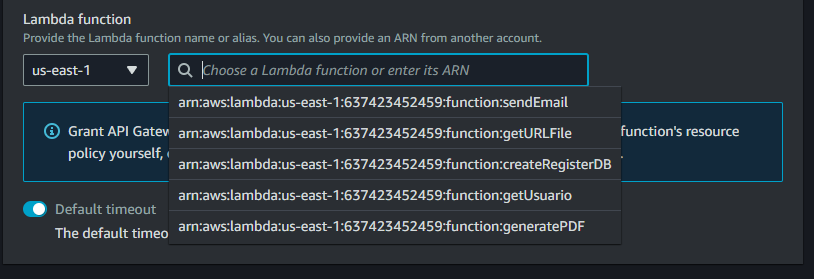 Lambda function
Provide the Lambda function name or alias. You can also provide an ARN from another account.
us-east-1
Choose a Lambda function or enter its ARN
arn:aws:lambda:us-east-1:637423452459:function:sendEmail
Grant API Gatew function's resource
arn:aws:lambda:us-east-1:637423452459:function:getURLFile
policy yourself,
arn:aws:lambda:us-east-1:637423452459:function:createRegisterDB
arn:aws:lambda:us-east-1:637423452459:function:getUsuario
Default timeout
arn:aws:lambda:us-east-1:637423452459:function:generatePDF
The default timeo